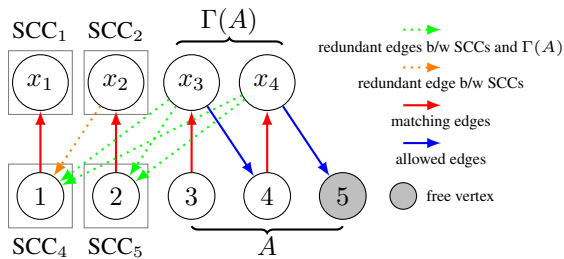 SCC₁ SCC₂ Γ(A)
x₁ x₂ x₃ x₄
1 2 3 4 5
SCC₄ SCC₅ A
redundant edges b/w SCCs and Γ(A)
redundant edge b/w SCCs
matching edges
allowed edges
free vertex